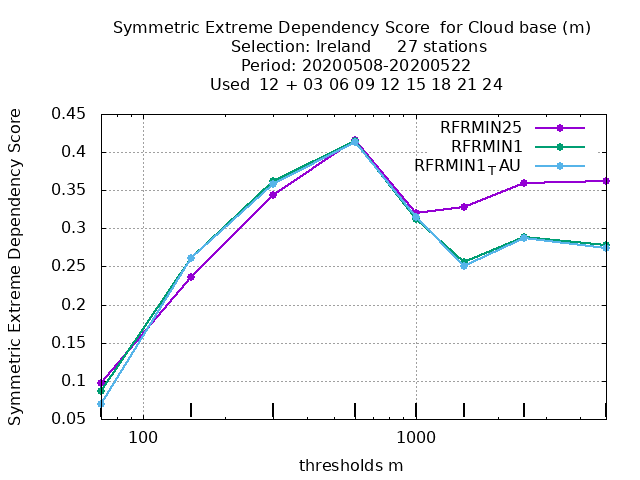 Symmetric Extreme Dependency Score for Cloud base (m)
Selection: Ireland 27 stations
Period: 20200508-20200522
Used 12 + 03 06 09 12 15 18 21 24
Symmetric Extreme Dependency Score
0.45
0.4
0.35
0.3
0.25
0.2
0.15
0.1
0.05
RFRMIN25
RFRMIN1
RFRMIN1TAU
100
1000
thresholds m